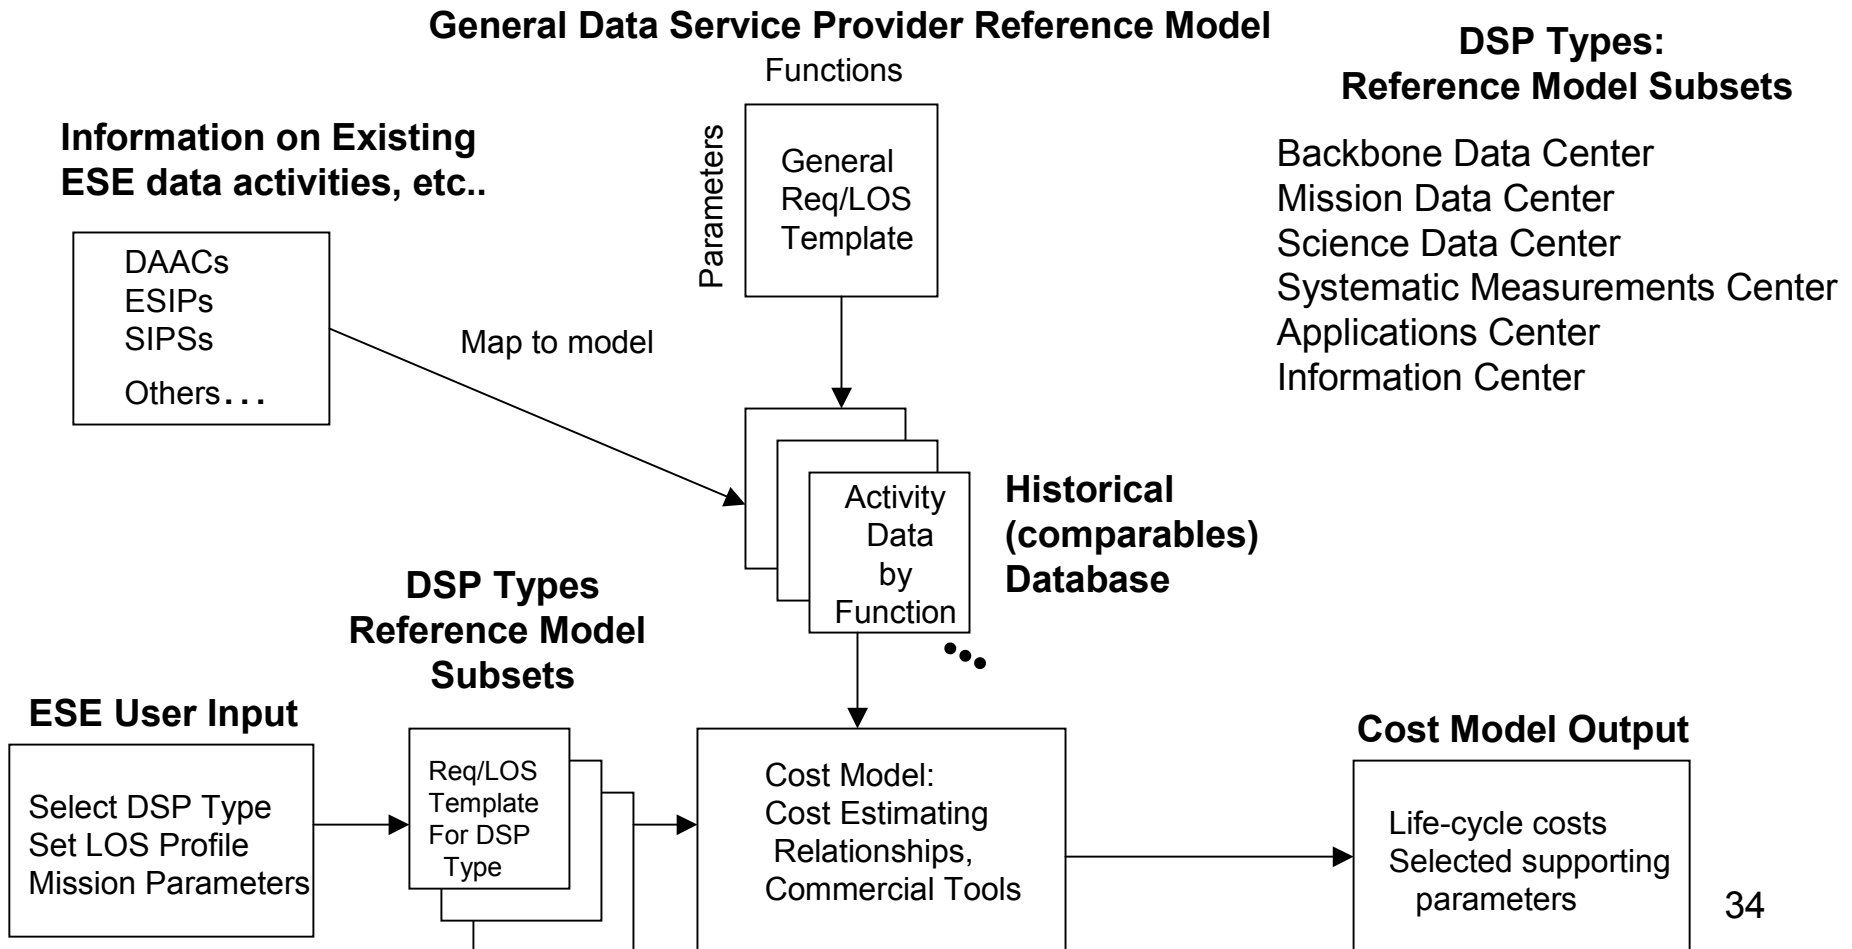 General Data Service Provider Reference Model
Functions
Parameters
General
Req/LOS
Template
DSP Types:
Reference Model Subsets
Backbone Data Center
Mission Data Center
Science Data Center
Systematic Measurements Center
Applications Center
Information Center
Information on Existing
ESE data activities, etc..
DAACs
ESIPs
SIPSs
Others...
Map to model
Activity
Data
by
Function
Historical
(comparables)
Database
DSP Types
Reference Model
Subsets
ESE User Input
Select DSP Type
Set LOS Profile
Mission Parameters
Req/LOS
Template
For DSP
Type
Cost Model:
Cost Estimating
Relationships,
Commercial Tools
Cost Model Output
Life-cycle costs
Selected supporting
parameters
34